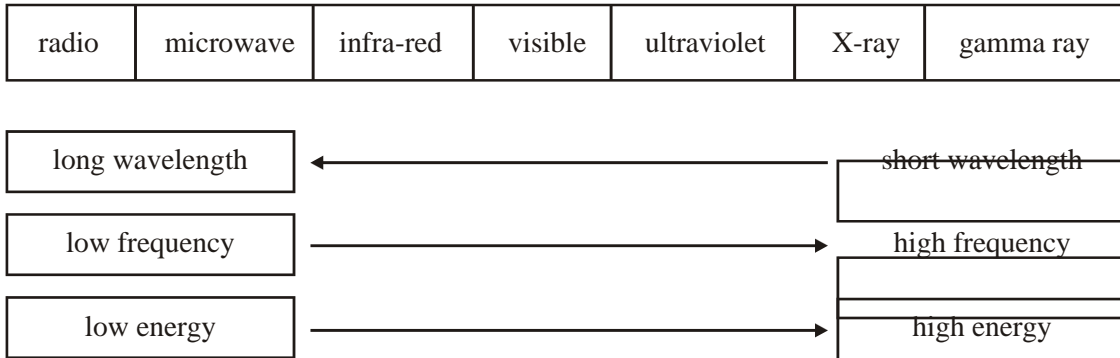 radio microwave infra-red visible ultraviolet X-ray gamma ray
long wavelength short wavelength
low frequency high frequency
low energy high energy